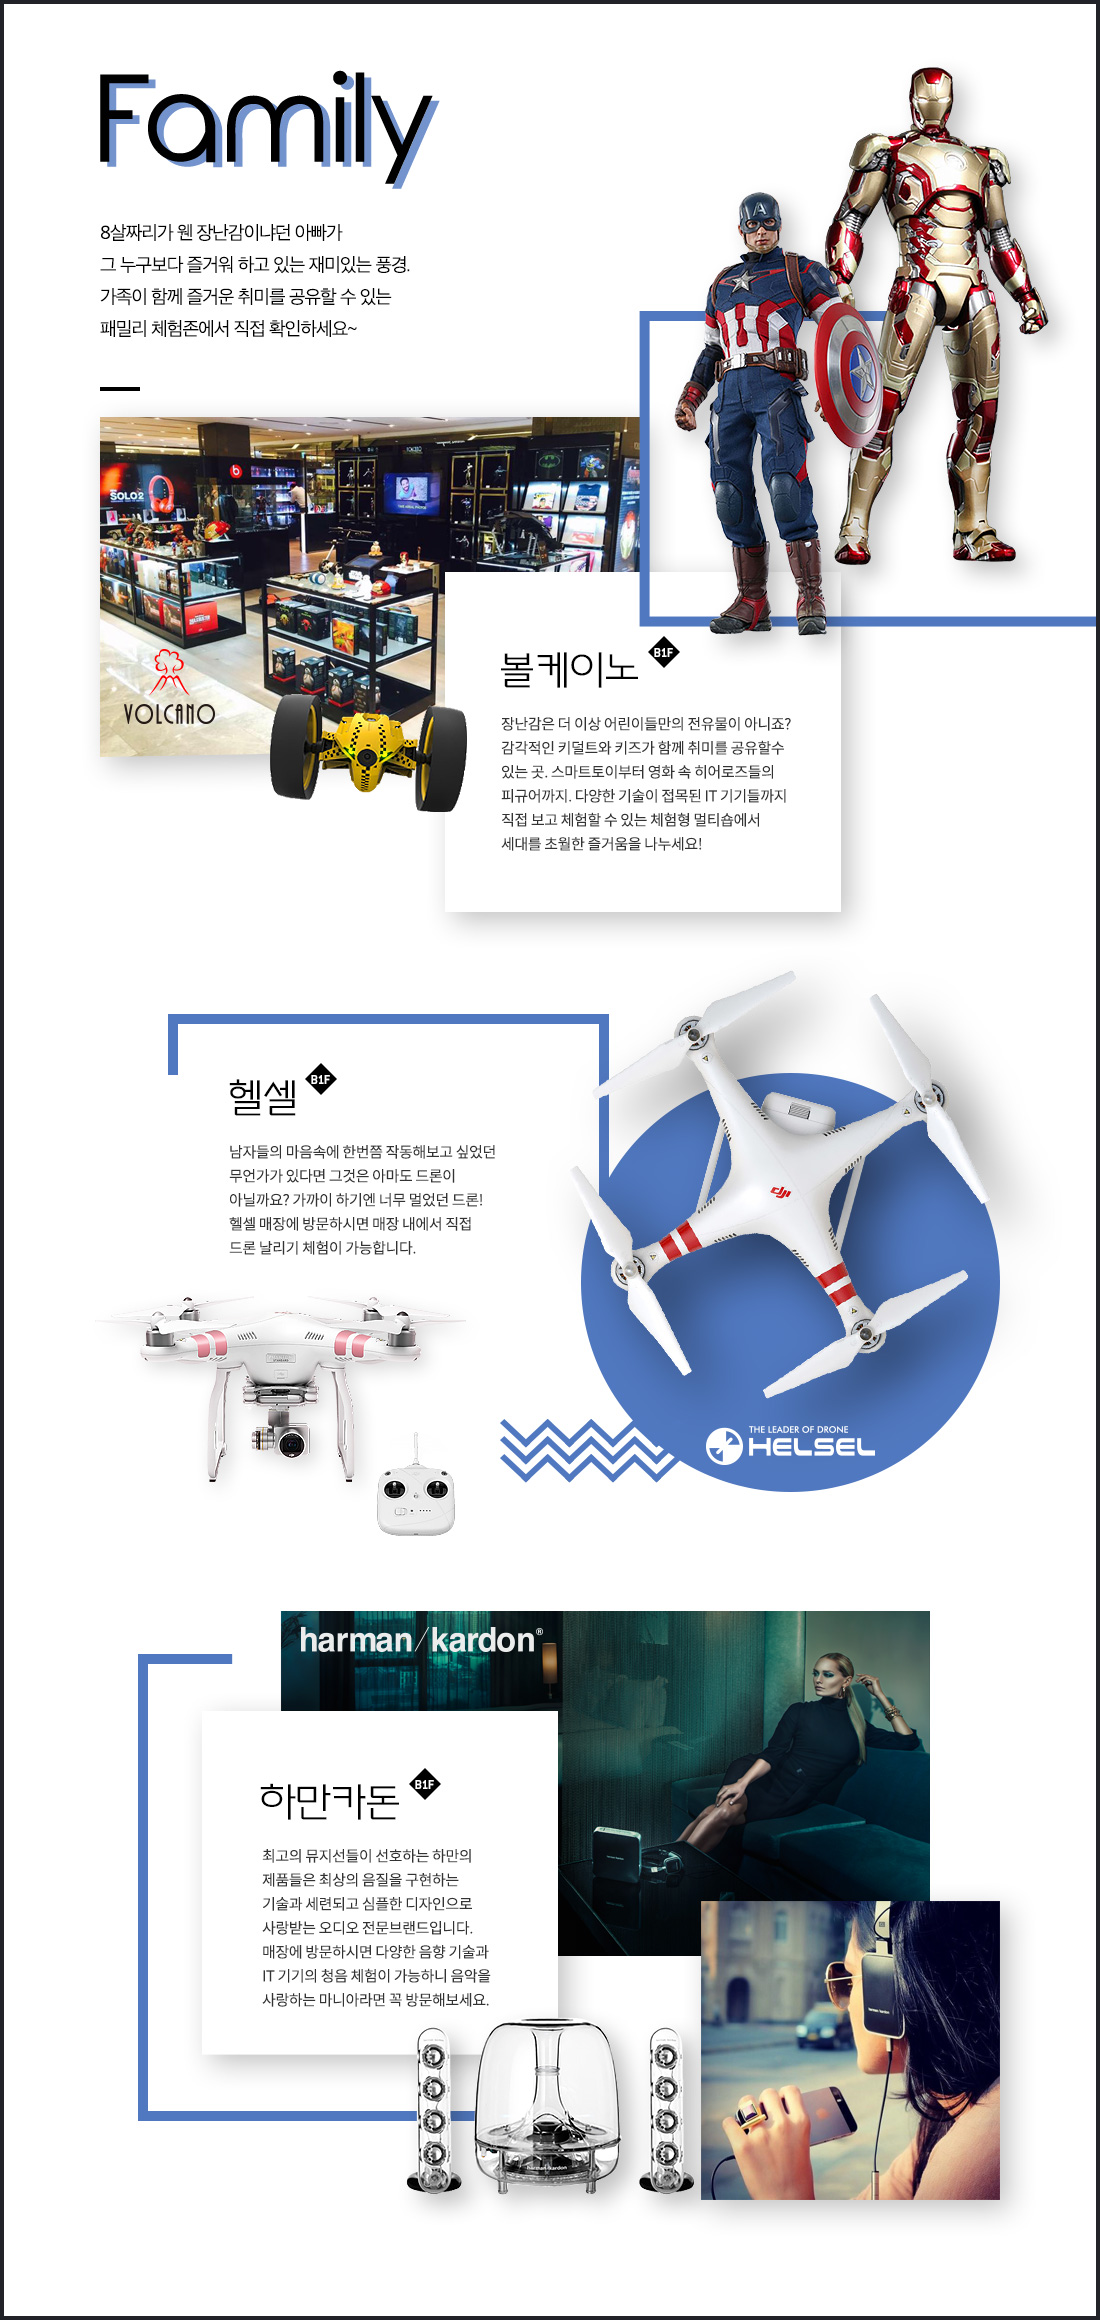 Family
8살짜리가 웬 장난감이냐던 아빠가
그 누구보다 즐거워 하고 있는 재미있는 풍경.
가족이 함께 즐거운 취미를 공유할 수 있는
패밀리 체험존에서 직접 확인하세요~
A
SOLO2
b
VOLCANO
볼케이노 B1F
장난감은 더 이상 어린이들만의 전유물이 아니죠?
감각적인 키덜트와 키즈가 함께 취미를 공유할수
있는 곳. 스마트토이부터 영화 속 히어로즈들의
피규어까지. 다양한 기술이 접목된 IT 기기들까지
직접 보고 체험할 수 있는 체험형 멀티숍에서
세대를 초월한 즐거움을 나누세요!
헬셀 B1F
남자들의 마음속에 한번쯤 작동해보고 싶었던
무언가가 있다면 그것은 아마도 드론이
아닐까요? 가까이 하기엔 너무 멀었던 드론!
헬셀 매장에 방문하시면 매장 내에서 직접
드론 날리기 체험이 가능합니다.
dji
THE LEADER OF DRONE
HELSEL
harman/kardon®
하만카돈 B1F
최고의 뮤지션들이 선호하는 하만의
제품들은 최상의 음질을 구현하는
기술과 세련되고 심플한 디자인으로
사랑받는 오디오 전문브랜드입니다.
매장에 방문하시면 다양한 음향 기술과
IT 기기의 청음 체험이 가능하니 음악을
사랑하는 마니아라면 꼭 방문해보세요.
harman/kardon
harman/kardon
harman/kardon